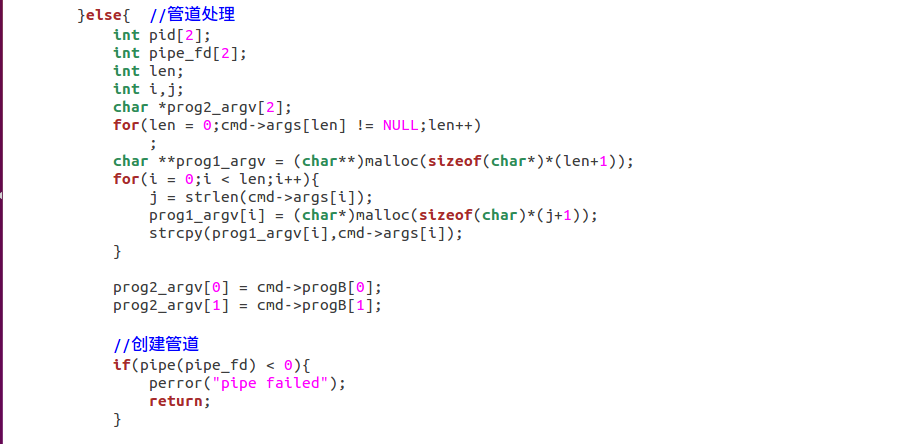 }else{  //管道处理
int pid[2];
int pipe_fd[2];
int len;
int i,j;
char *prog2_argv[2];
for(len = 0;cmd->args[len] != NULL;len++)
;
char **prog1_argv = (char**)malloc(sizeof(char*)*(len+1));
for(i = 0;i < len;i++){
j = strlen(cmd->args[i]);
prog1_argv[i] = (char*)malloc(sizeof(char)*(j+1));
strcpy(prog1_argv[i],cmd->args[i]);
}
prog2_argv[0] = cmd->progB[0];
prog2_argv[1] = cmd->progB[1];
//创建管道
if(pipe(pipe_fd) < 0){
perror("pipe failed");
return;
}